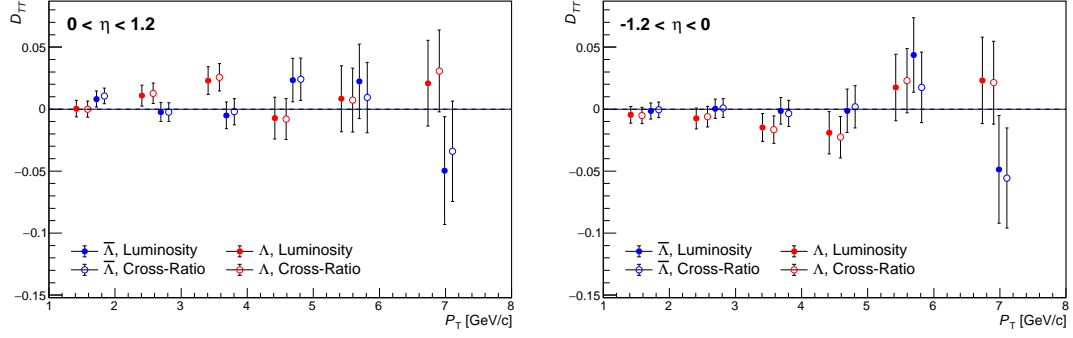 D_TT
0 < η < 1.2
0.05
0
−0.05
−0.1
−0.15
Λ̅, Luminosity
Λ, Luminosity
Λ̅, Cross-Ratio
Λ, Cross-Ratio
1 2 3 4 5 6 7 8
P_T [GeV/c]
D_TT
-1.2 < η < 0
0.05
0
−0.05
−0.1
−0.15
Λ̅, Luminosity
Λ, Luminosity
Λ̅, Cross-Ratio
Λ, Cross-Ratio
1 2 3 4 5 6 7 8
P_T [GeV/c]